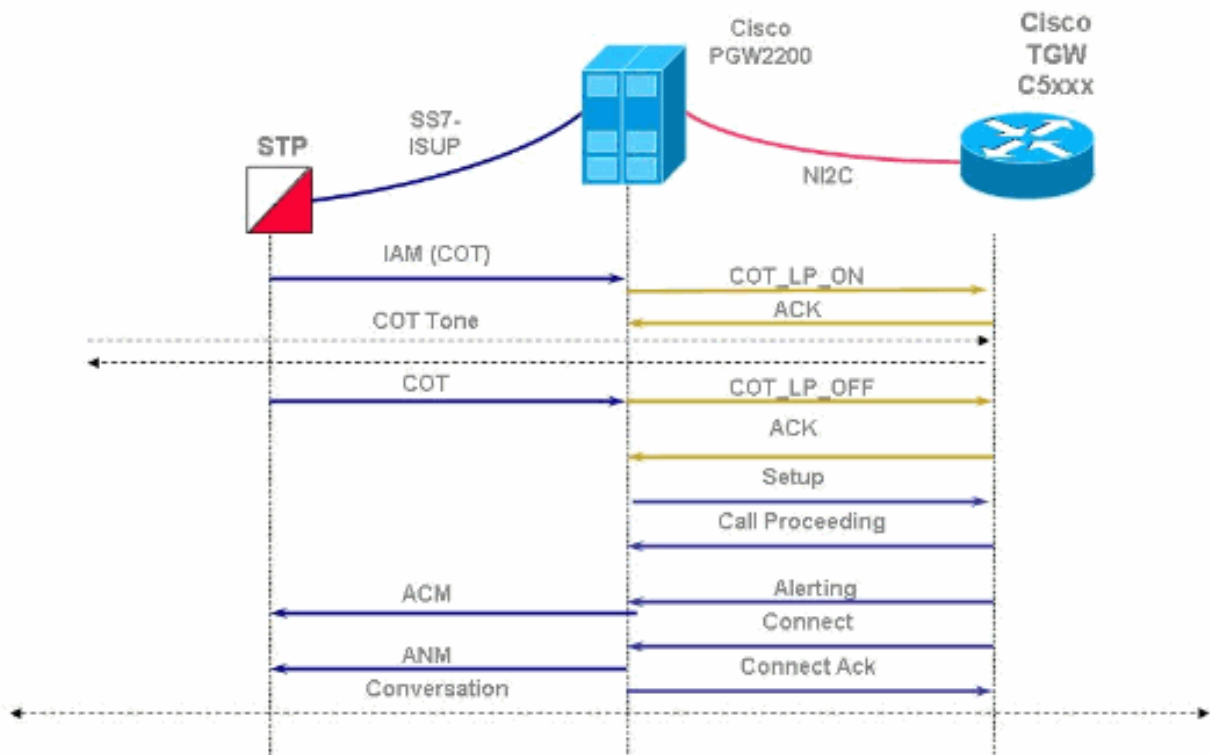 Cisco
PGW2200
Cisco
TGW
C5xxx
SS7-
ISUP
STP
NI2C
IAM (COT)
COT_LP_ON
ACK
COT Tone
COT
COT_LP_OFF
ACK
Setup
Call Proceeding
Alerting
ACM
Connect
ANM
Connect Ack
Conversation